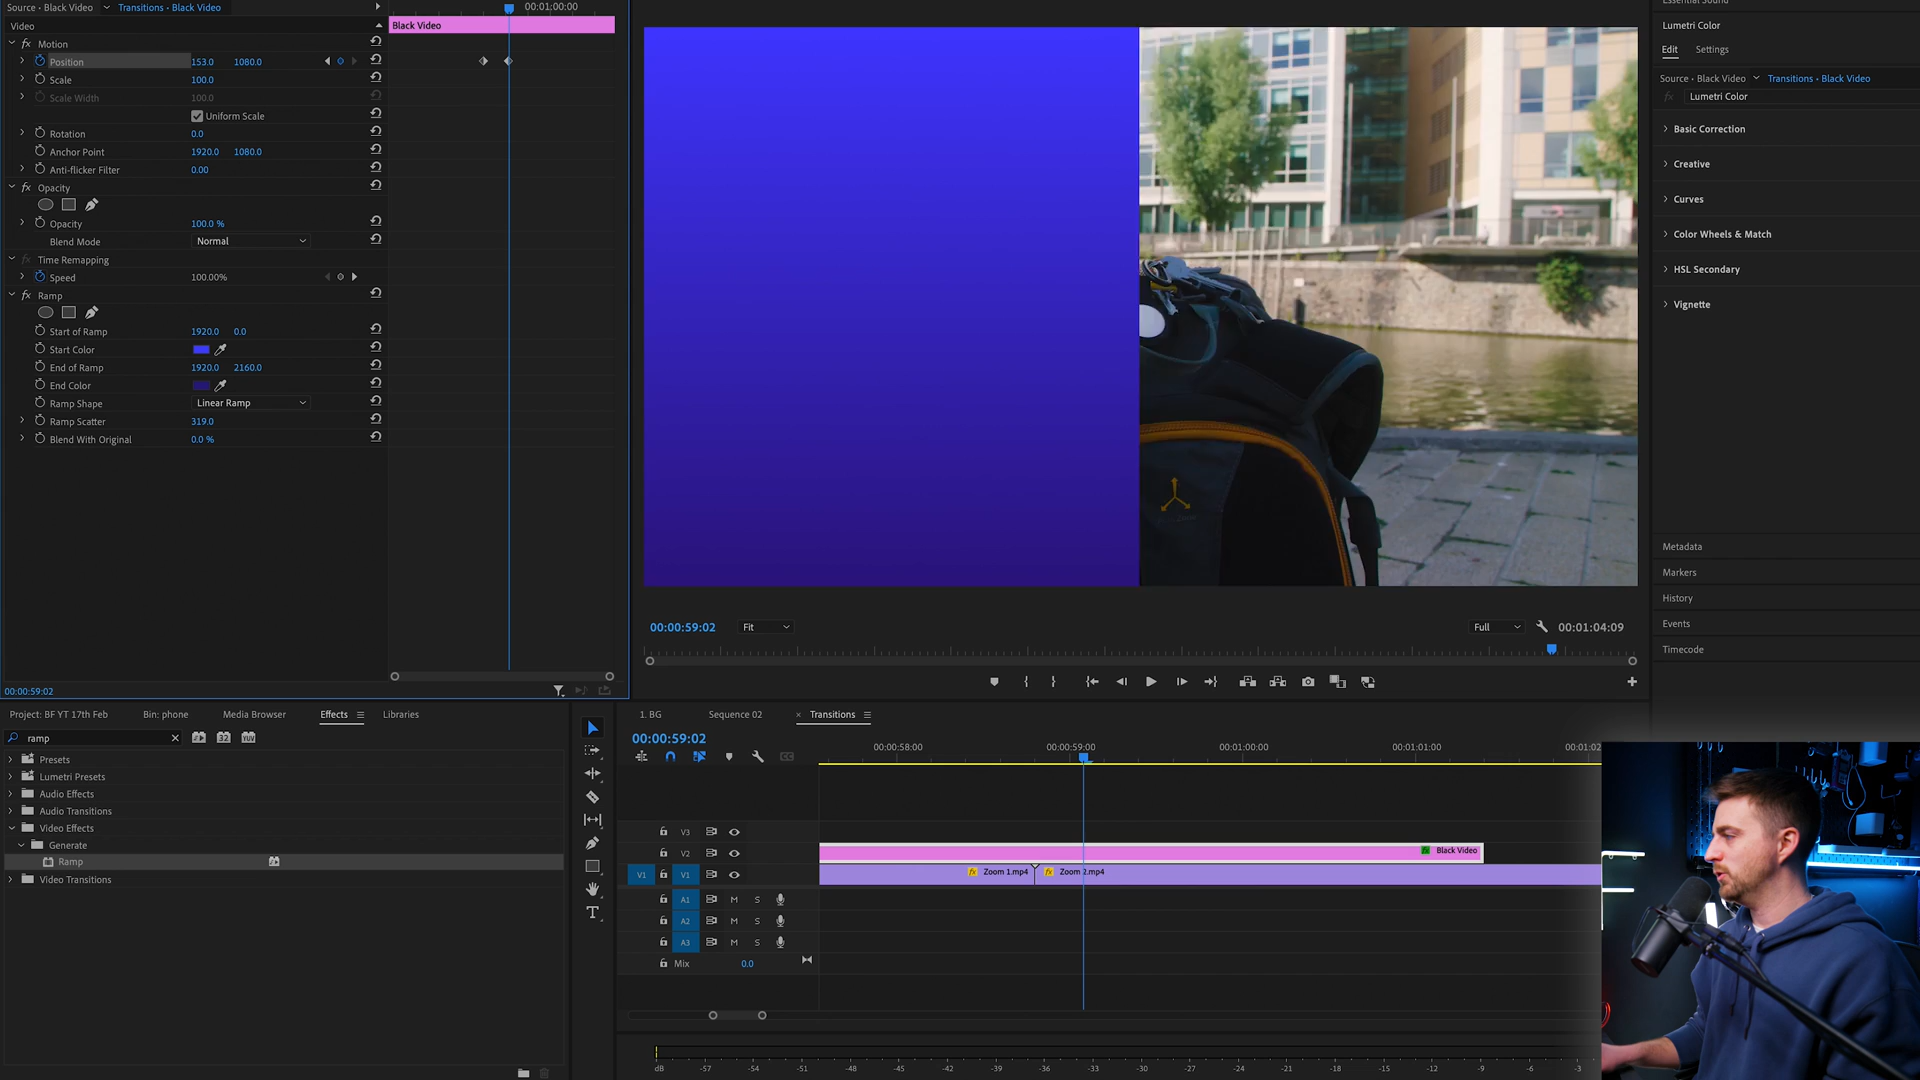 Source • Black Video
Transitions • Black Video
00:01:00:00
Video
Black Video
Motion
Position 153.0 1080.0
Scale 100.0
Scale Width 100.0
Uniform Scale
Rotation 0.0
Anchor Point 1920.0 1080.0
Anti-flicker Filter 0.00
Opacity
Opacity 100.0 %
Blend Mode Normal
Time Remapping
Speed 100.00%
Ramp
Start of Ramp 1920.0 0.0
Start Color
End of Ramp 1920.0 2160.0
End Color
Ramp Shape Linear Ramp
Ramp Scatter 319.0
Blend With Original 0.0 %
00:00:59:02
00:00:59:02 Fit Full 00:01:04:09
Essential Sound
Lumetri Color
Edit Settings
Source • Black Video Transitions • Black Video
fx Lumetri Color
Basic Correction
Creative
Curves
Color Wheels & Match
HSL Secondary
Vignette
Metadata
Markers
History
Events
Timecode
Project: BF YT 17th Feb Bin: phone Media Browser Effects Libraries
ramp
32 YUV
Presets
Lumetri Presets
Audio Effects
Audio Transitions
Video Effects
Generate
Ramp
Video Transitions
1. BG Sequence 02 × Transitions
00:00:59:02
00:00:58:00 00:00:59:00 00:01:00:00 00:01:01:00 00:01:02
V3
V2 fx Black Video
V1 V1 fx Zoom 1.mp4 fx Zoom 2.mp4
A1 M S
A2 M S
A3 M S
Mix 0.0
dB -57 -54 -51 -48 -45 -42 -39 -36 -33 -30 -27 -24 -21 -18 -15 -12 -9 -6 -3